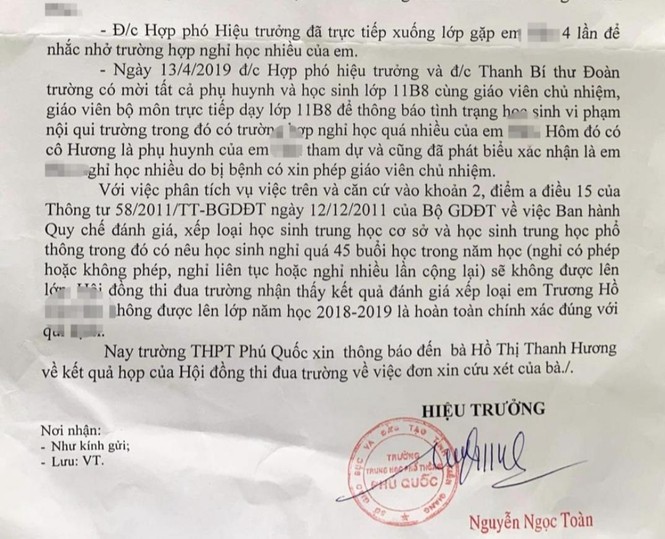 - Đ/c Hợp phó Hiệu trưởng đã trực tiếp xuống lớp gặp em 4 lần để
nhắc nhở trường hợp nghỉ học nhiều của em.
- Ngày 13/4/2019 đ/c Hợp phó hiệu trưởng và đ/c Thanh Bí thư Đoàn
trường có mời tất cả phụ huynh và học sinh lớp 11B8 cùng giáo viên chủ nhiệm,
giáo viên bộ môn trực tiếp dạy lớp 11B8 để thông báo tình trạng học sinh vi phạm
nội qui trường trong đó có trường hợp nghỉ học quá nhiều của em Hôm đó có
cô Hương là phụ huynh của em tham dự và cũng đã phát biểu xác nhận là em
nghỉ học nhiều do bị bệnh có xin phép giáo viên chủ nhiệm.
Với việc phân tích vụ việc trên và căn cứ vào khoản 2, điểm a điều 15 của
Thông tư 58/2011/TT-BGDĐT ngày 12/12/2011 của Bộ GDĐT về việc Ban hành
Quy chế đánh giá, xếp loại học sinh trung học cơ sở và học sinh trung học phổ
thông trong đó có nêu học sinh nghỉ quá 45 buổi học trong năm học (nghỉ có phép
hoặc không phép, nghỉ liên tục hoặc nghỉ nhiều lần cộng lại) sẽ không được lên
đồng thi đua trường nhận thấy kết quả đánh giá xếp loại em Trương Hồ
không được lên lớp năm học 2018-2019 là hoàn toàn chính xác đúng với
Nay trường THPT Phú Quốc xin thông báo đến bà Hồ Thị Thanh Hương
về kết quả họp của Hội đồng thi đua trường về việc đơn xin cứu xét của bà./.
HIỆU TRƯỞNG
Nơi nhận:
- Như kính gửi;
- Lưu: VT.
TRƯỜNG
TRUNG HỌC PHỔ THÔNG
PHÚ QUỐC
Nguyễn Ngọc Toàn